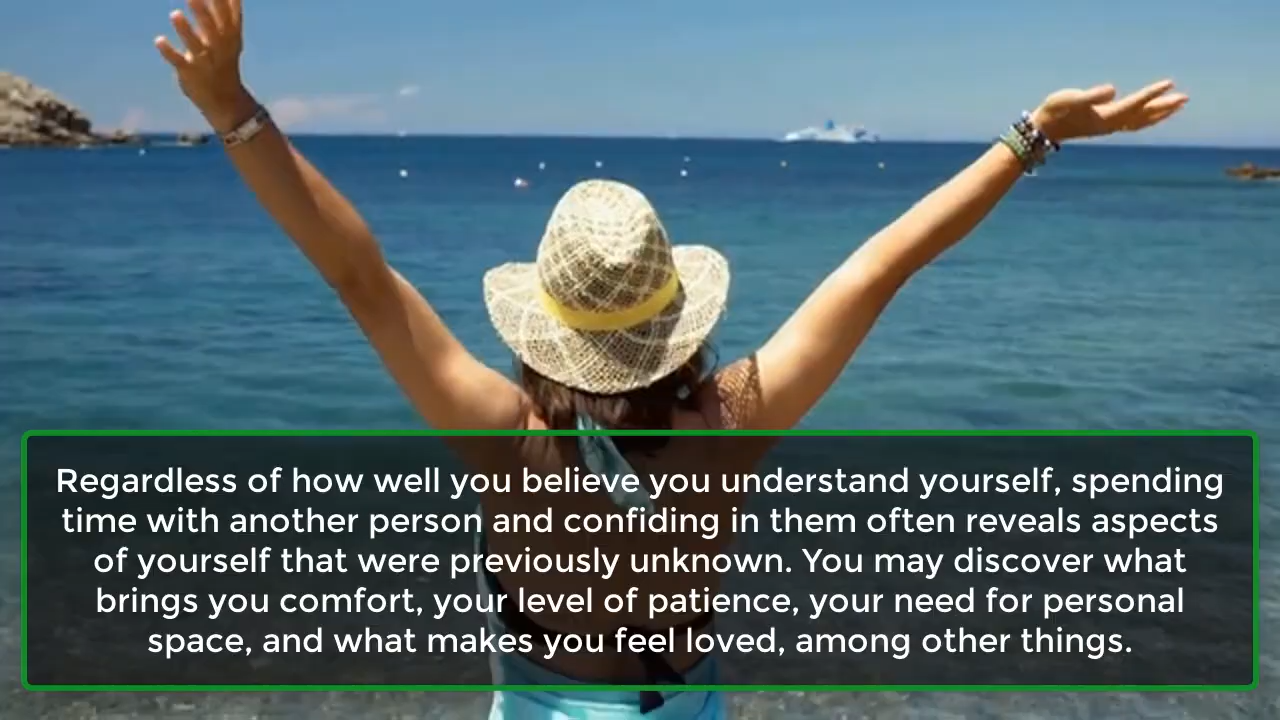 Regardless of how well you believe you understand yourself, spending
time with another person and confiding in them often reveals aspects
of yourself that were previously unknown. You may discover what
brings you comfort, your level of patience, your need for personal
space, and what makes you feel loved, among other things.